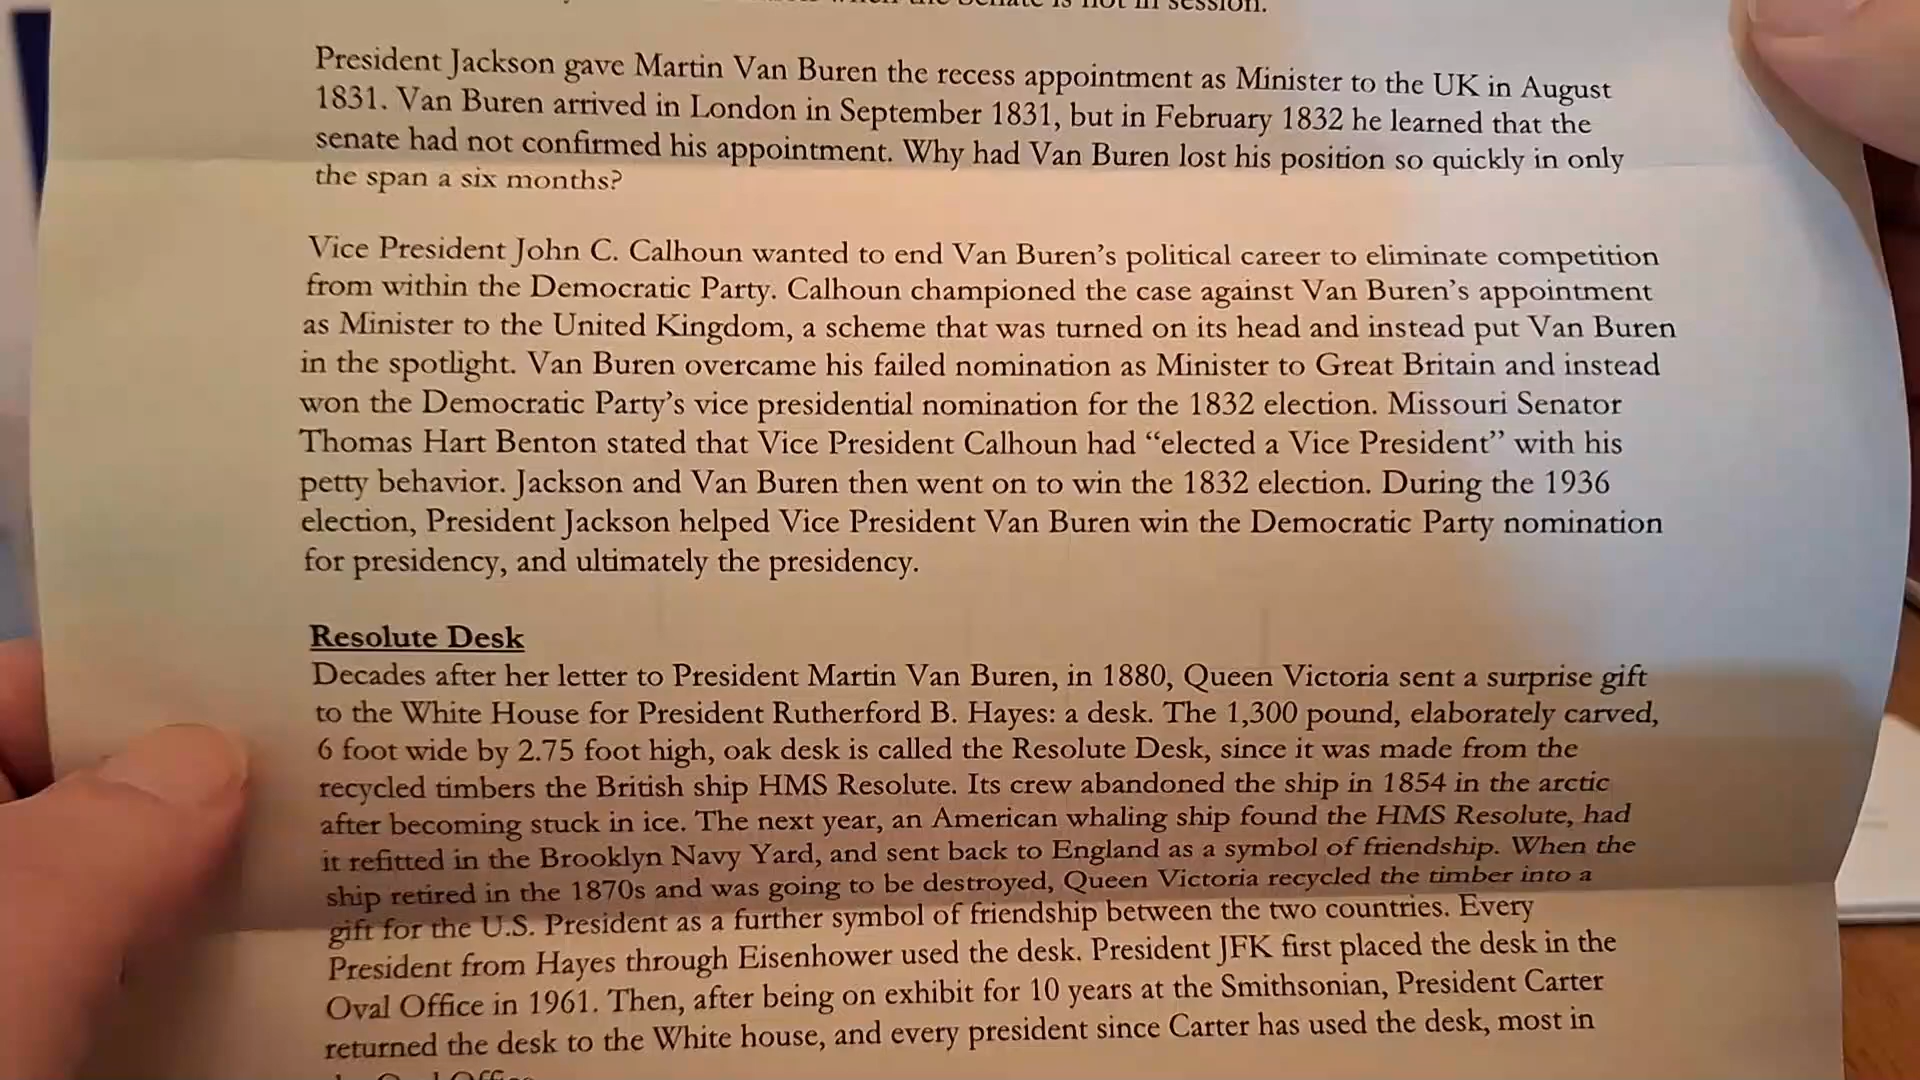 the Senate is not in session.
President Jackson gave Martin Van Buren the recess appointment as Minister to the UK in August
1831. Van Buren arrived in London in September 1831, but in February 1832 he learned that the
senate had not confirmed his appointment. Why had Van Buren lost his position so quickly in only
the span a six months?
Vice President John C. Calhoun wanted to end Van Buren’s political career to eliminate competition
from within the Democratic Party. Calhoun championed the case against Van Buren’s appointment
as Minister to the United Kingdom, a scheme that was turned on its head and instead put Van Buren
in the spotlight. Van Buren overcame his failed nomination as Minister to Great Britain and instead
won the Democratic Party’s vice presidential nomination for the 1832 election. Missouri Senator
Thomas Hart Benton stated that Vice President Calhoun had “elected a Vice President” with his
petty behavior. Jackson and Van Buren then went on to win the 1832 election. During the 1936
election, President Jackson helped Vice President Van Buren win the Democratic Party nomination
for presidency, and ultimately the presidency.
Resolute Desk
Decades after her letter to President Martin Van Buren, in 1880, Queen Victoria sent a surprise gift
to the White House for President Rutherford B. Hayes: a desk. The 1,300 pound, elaborately carved,
6 foot wide by 2.75 foot high, oak desk is called the Resolute Desk, since it was made from the
recycled timbers the British ship HMS Resolute. Its crew abandoned the ship in 1854 in the arctic
after becoming stuck in ice. The next year, an American whaling ship found the HMS Resolute, had
it refitted in the Brooklyn Navy Yard, and sent back to England as a symbol of friendship. When the
ship retired in the 1870s and was going to be destroyed, Queen Victoria recycled the timber into a
gift for the U.S. President as a further symbol of friendship between the two countries. Every
President from Hayes through Eisenhower used the desk. President JFK first placed the desk in the
Oval Office in 1961. Then, after being on exhibit for 10 years at the Smithsonian, President Carter
returned the desk to the White house, and every president since Carter has used the desk, most in